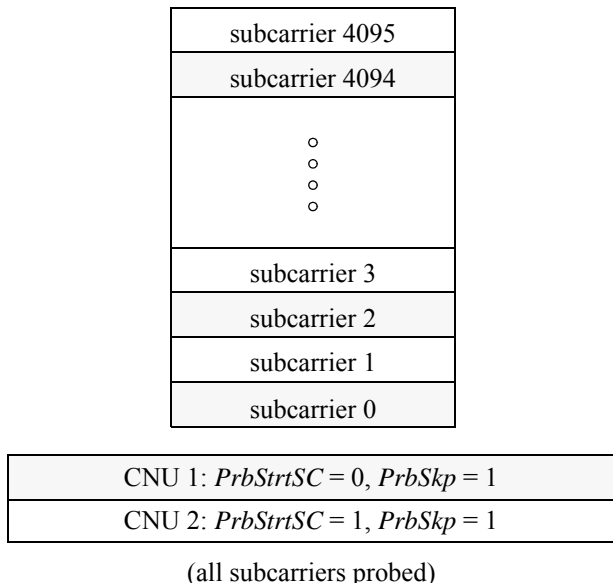 subcarrier 4095
subcarrier 4094
subcarrier 3
subcarrier 2
subcarrier 1
subcarrier 0
CNU 1: PrbStrtSC = 0, PrbSkp = 1
CNU 2: PrbStrtSC = 1, PrbSkp = 1
(all subcarriers probed)